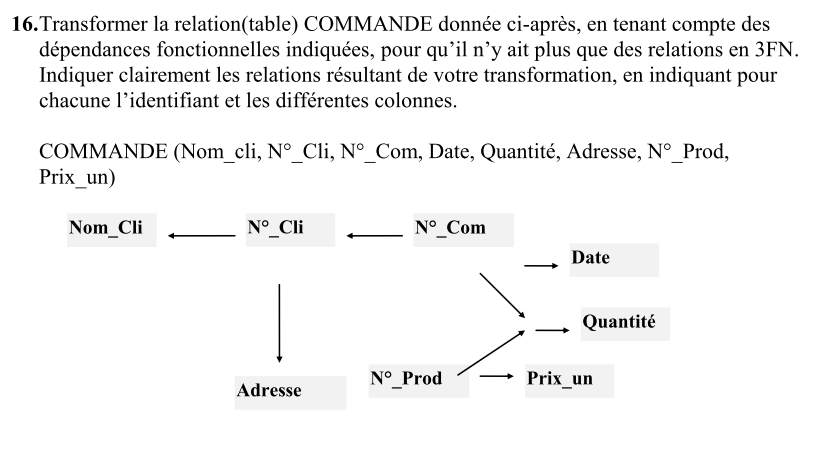 16.Transformer la relation(table) COMMANDE donnée ci-après, en tenant compte des
dépendances fonctionnelles indiquées, pour qu’il n’y ait plus que des relations en 3FN.
Indiquer clairement les relations résultant de votre transformation, en indiquant pour
chacune l’identifiant et les différentes colonnes.
COMMANDE (Nom_cli, N°_Cli, N°_Com, Date, Quantité, Adresse, N°_Prod,
Prix_un)
Nom_Cli N°_Cli N°_Com
Date
Quantité
Adresse N°_Prod Prix_un